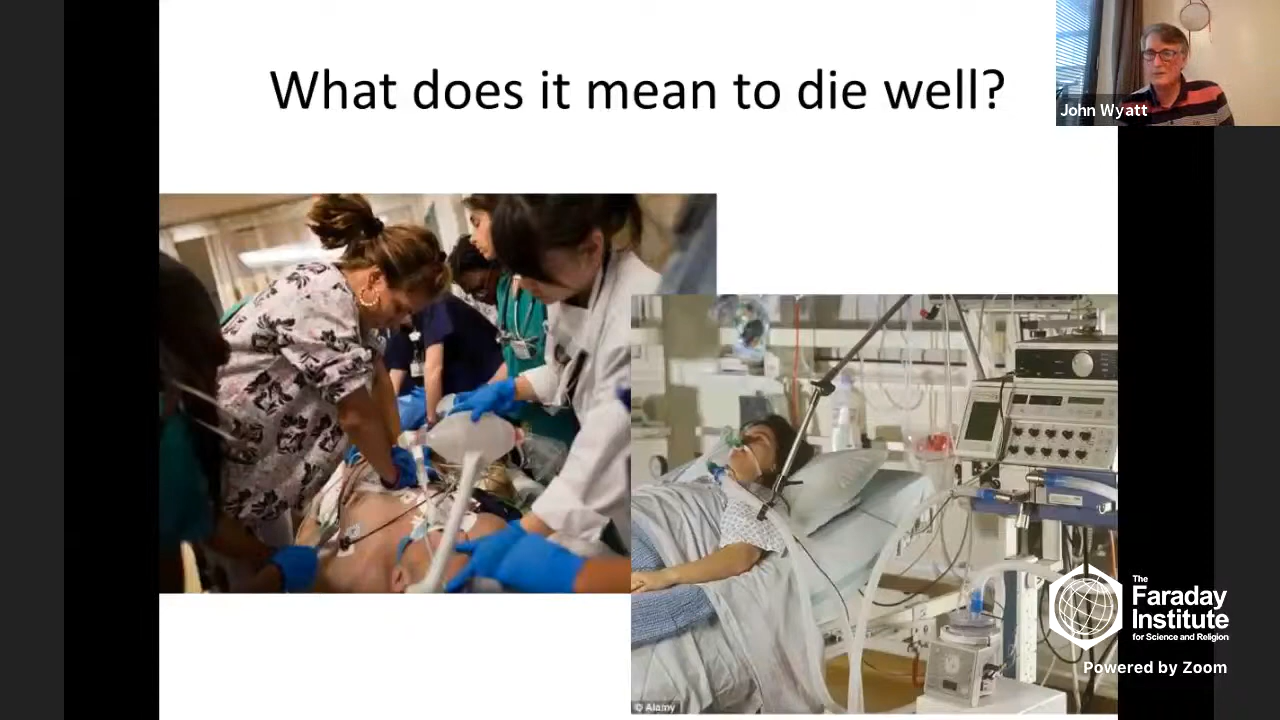 What does it mean to die well?
John Wyatt
© Alamy
The
Faraday
Institute
for Science and Religion
Powered by Zoom